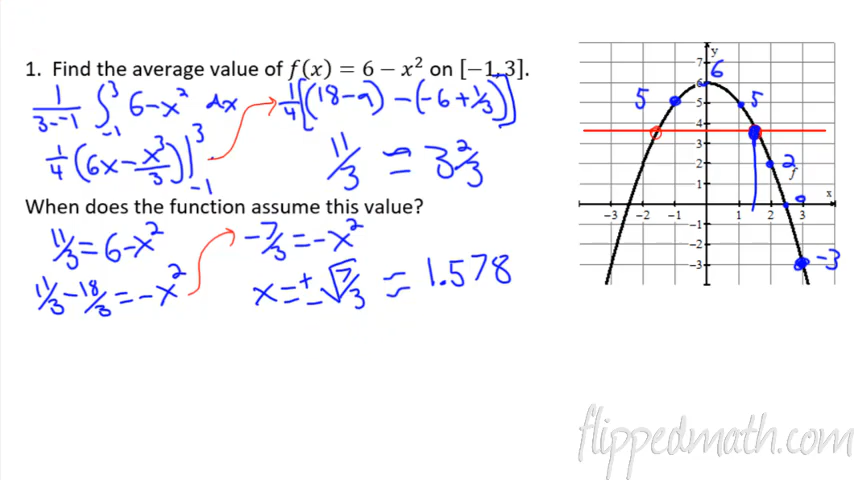 1. Find the average value of f(x) = 6 − x² on [−1, 3].
1/(3−−1) ∫₋₁³ 6−x² dx
1/4 (6x − x³/3)]₋₁³
1/4[(18−9) − (−6+1/3)]
11/3 ≈ 3 2/3
When does the function assume this value?
11/3 = 6−x²
11/3 − 18/3 = −x²
−7/3 = −x²
x = ± √7/3 ≈ 1.578
y
7
6
6
5
5
5
4
3
2
2
f
1
x
0
−3 −2 −1 1 2 3
−1
−2
−3
−3
flippedmath.com